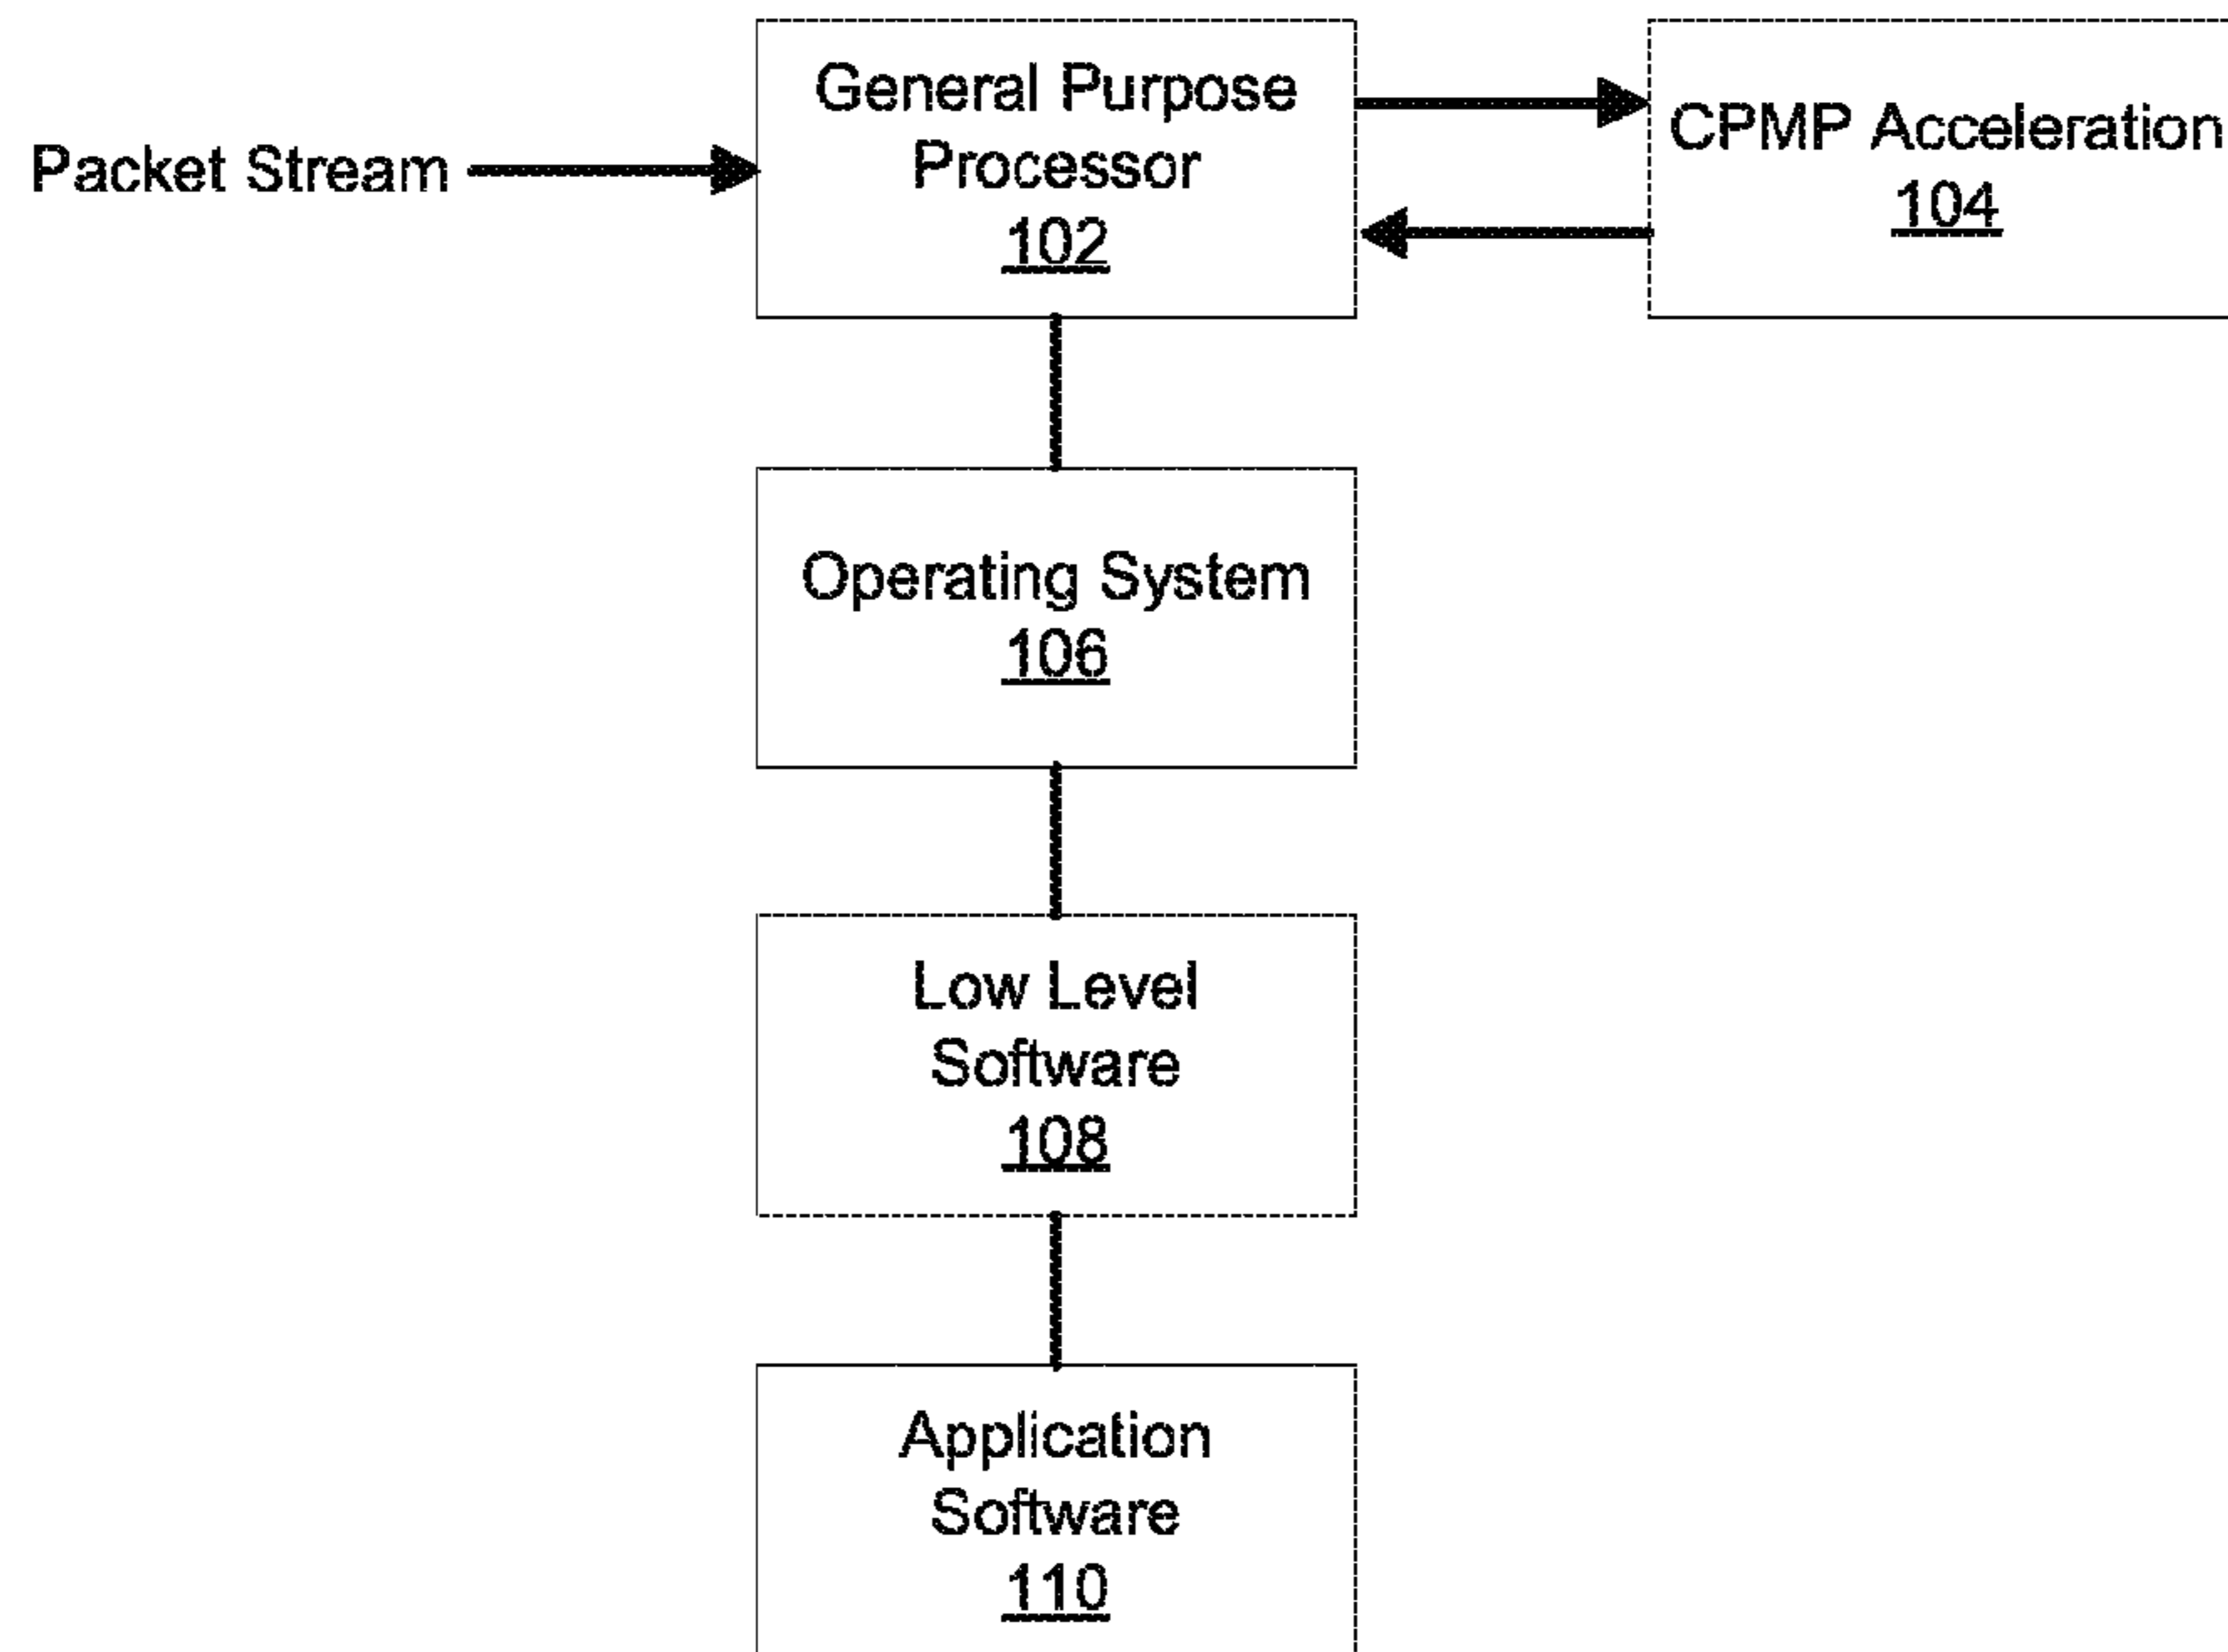 Packet Stream
General Purpose
Processor
102
CPMP Acceleration
104
Operating System
106
Low Level
Software
108
Application
Software
110